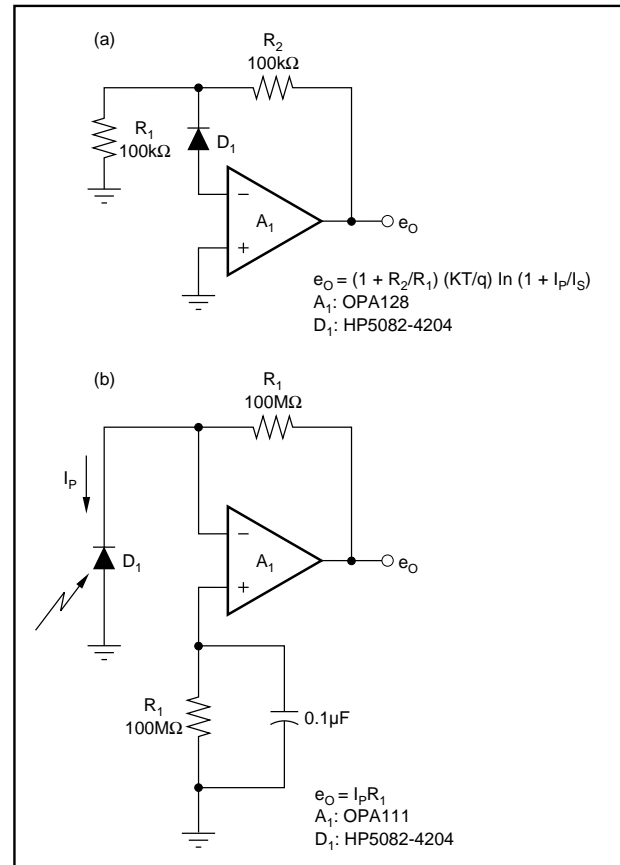 (a)
R2
100kΩ
R1
100kΩ
D1
–
A1
+
eO
eO = (1 + R2/R1) (KT/q) ln (1 + IP/IS)
A1: OPA128
D1: HP5082-4204
(b)
R1
100MΩ
IP
D1
–
A1
+
eO
R1
100MΩ
0.1µF
eO = IPR1
A1: OPA111
D1: HP5082-4204